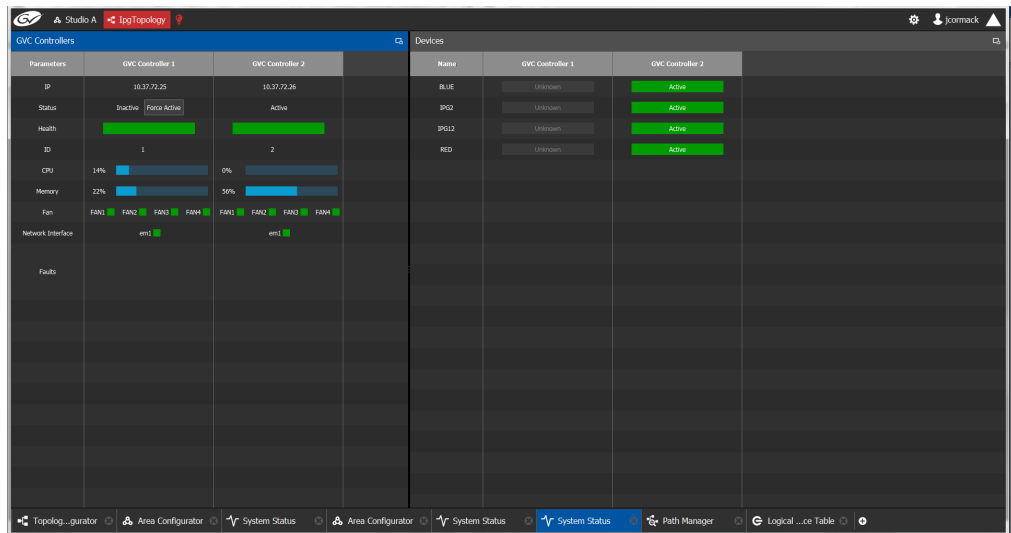 GV Studio A IpgTopology jcormack
GVC Controllers
Parameters GVC Controller 1 GVC Controller 2
IP 10.37.72.25 10.37.72.26
Status Inactive Force Active Active
Health
ID 1 2
CPU 14% 0%
Memory 22% 56%
Fan FAN1 FAN2 FAN3 FAN4 FAN1 FAN2 FAN3 FAN4
Network Interface em1 em1
Faults
Devices
Name GVC Controller 1 GVC Controller 2
BLUE Unknown Active
IPG2 Unknown Active
IPG12 Unknown Active
RED Unknown Active
Topolog...gurator Area Configurator System Status Area Configurator System Status System Status Path Manager Logical ...ce Table